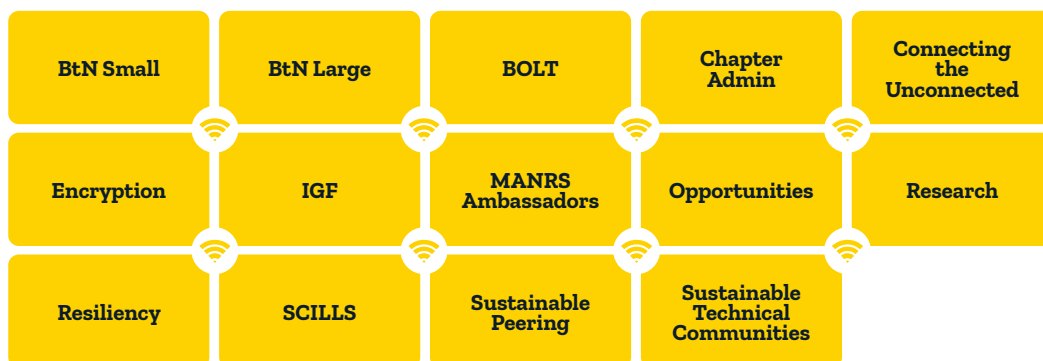 BtN Small
BtN Large
BOLT
Chapter
Admin
Connecting
the
Unconnected
Encryption
IGF
MANRS
Ambassadors
Opportunities
Research
Resiliency
SCILLS
Sustainable
Peering
Sustainable
Technical
Communities